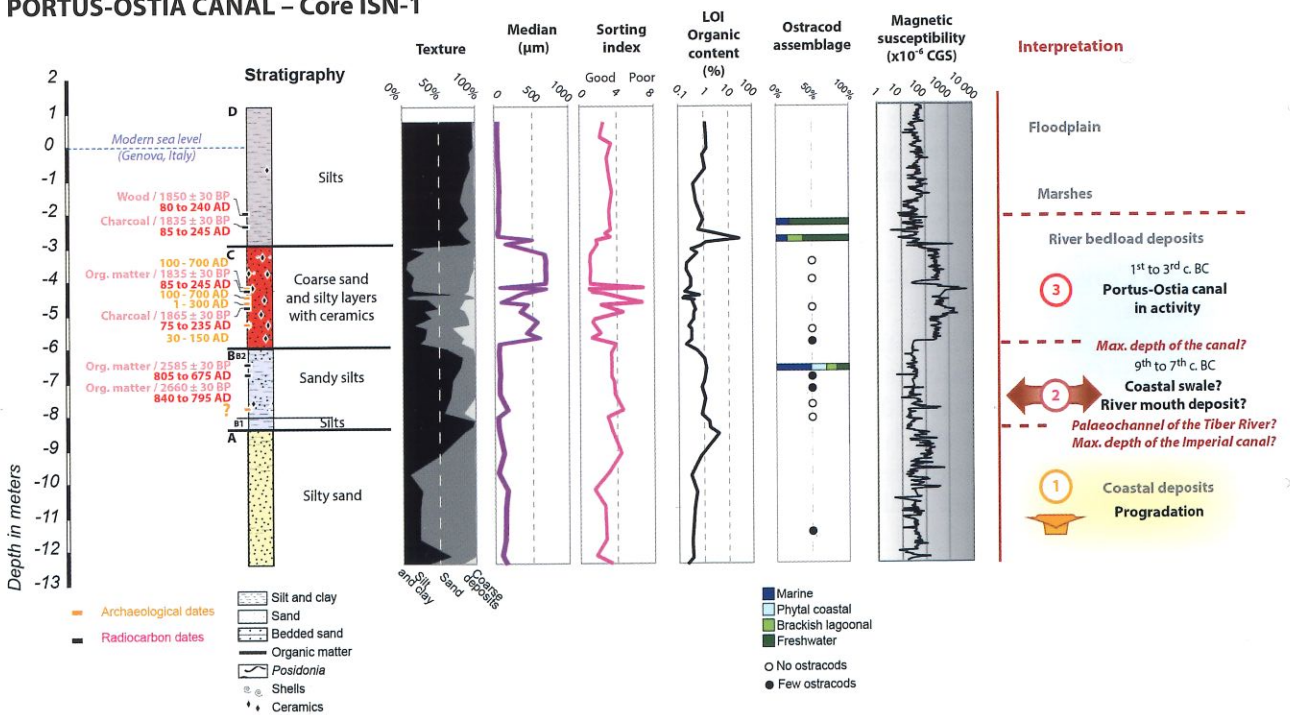 PORTUS-OSTIA CANAL – Core ISN-1
Stratigraphy
Texture
0%
50%
100%
Median
(µm)
0
500
1000
Sorting
index
Good
Poor
0
4
8
LOI
Organic
content
(%)
0.1
1
10
100
Ostracod
assemblage
0%
50%
100%
Magnetic
susceptibility
(x10⁻⁶ CGS)
1
10
100
1000
10 000
Interpretation
Depth in meters
2
1
0
-1
-2
-3
-4
-5
-6
-7
-8
-9
-10
-11
-12
-13
Modern sea level
(Genova, Italy)
Wood / 1850 ± 30 BP
80 to 240 AD
Charcoal / 1835 ± 30 BP
85 to 245 AD
100 - 700 AD
Org. matter / 1835 ± 30 BP
85 to 245 AD
100 - 700 AD
1 - 300 AD
Charcoal / 1865 ± 30 BP
75 to 235 AD
30 - 150 AD
Org. matter / 2585 ± 30 BP
805 to 675 AD
Org. matter / 2660 ± 30 BP
840 to 795 AD
?
D
C
B
B2
B1
A
Silts
Coarse sand
and silty layers
with ceramics
Sandy silts
Silts
Silty sand
Silt
and clay
Sand
Coarse
deposits
Floodplain
Marshes
River bedload deposits
1st to 3rd c. BC
3
Portus-Ostia canal
in activity
Max. depth of the canal?
9th to 7th c. BC
2
Coastal swale?
River mouth deposit?
Palaeochannel of the Tiber River?
Max. depth of the Imperial canal?
1
Coastal deposits
Progradation
Archaeological dates
Radiocarbon dates
Silt and clay
Sand
Bedded sand
Organic matter
Posidonia
Shells
Ceramics
Marine
Phytal coastal
Brackish lagoonal
Freshwater
No ostracods
Few ostracods